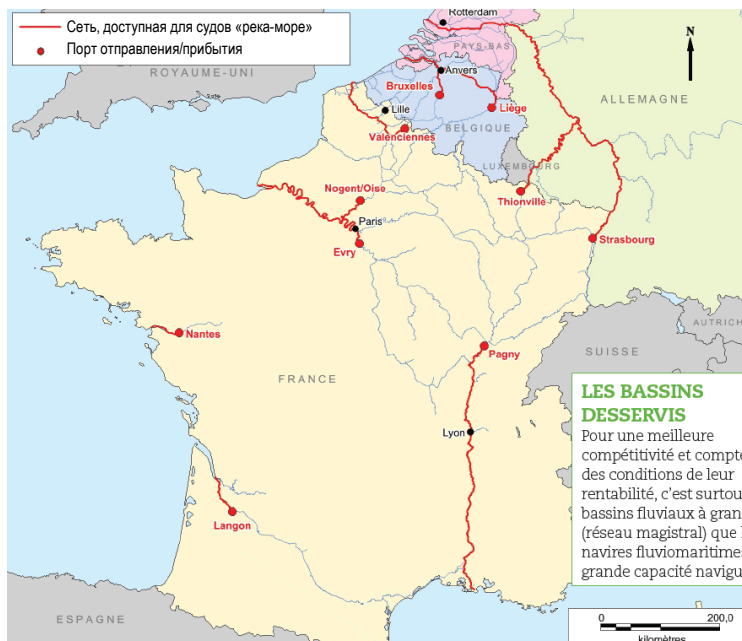 Сеть, доступная для судов «река-море»
Порт отправления/прибытия
Rotterdam
N
PAYS-BAS
ROYAUME-UNI
Anvers
Bruxelles
ALLEMAGNE
Lille
Liège
BELGIQUE
Valenciennes
LUXEMBOURG
Nogent/Oise
Thionville
Paris
Evry
Strasbourg
AUTRICH
Nantes
Pagny
SUISSE
FRANCE
LES BASSINS
DESSERVIS
Pour une meilleure
compétitivité et compte
des conditions de leur
rentabilité, c'est surtou
bassins fluviaux à gran
(réseau magistral) que
navires fluviomaritime
grande capacité navigu
Lyon
Langon
ESPAGNE
0 200,0
kilomètres